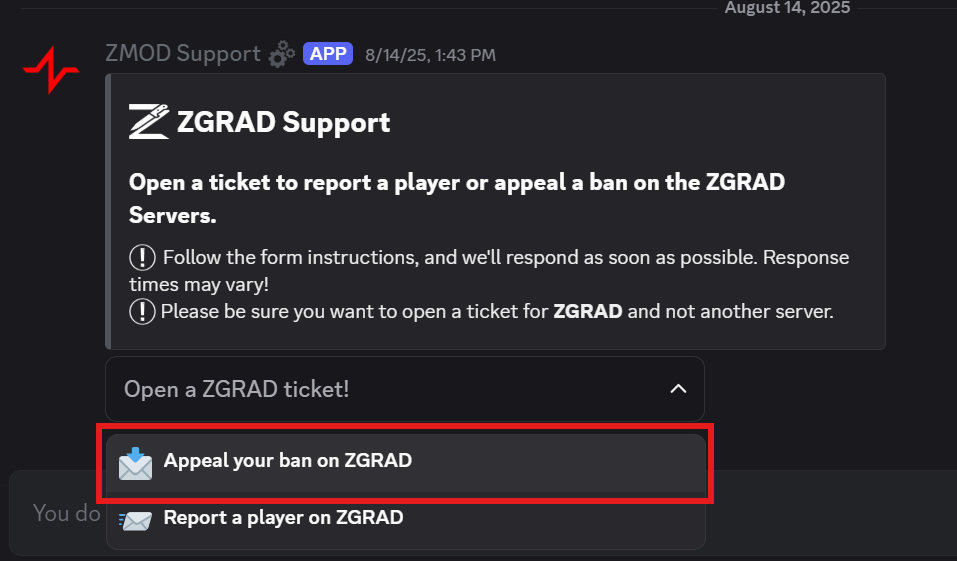 August 14, 2025
ZMOD Support APP 8/14/25, 1:43 PM
ZGRAD Support
Open a ticket to report a player or appeal a ban on the ZGRAD
Servers.
Follow the form instructions, and we'll respond as soon as possible. Response
times may vary!
Please be sure you want to open a ticket for ZGRAD and not another server.
Open a ZGRAD ticket!
Appeal your ban on ZGRAD
You do
Report a player on ZGRAD